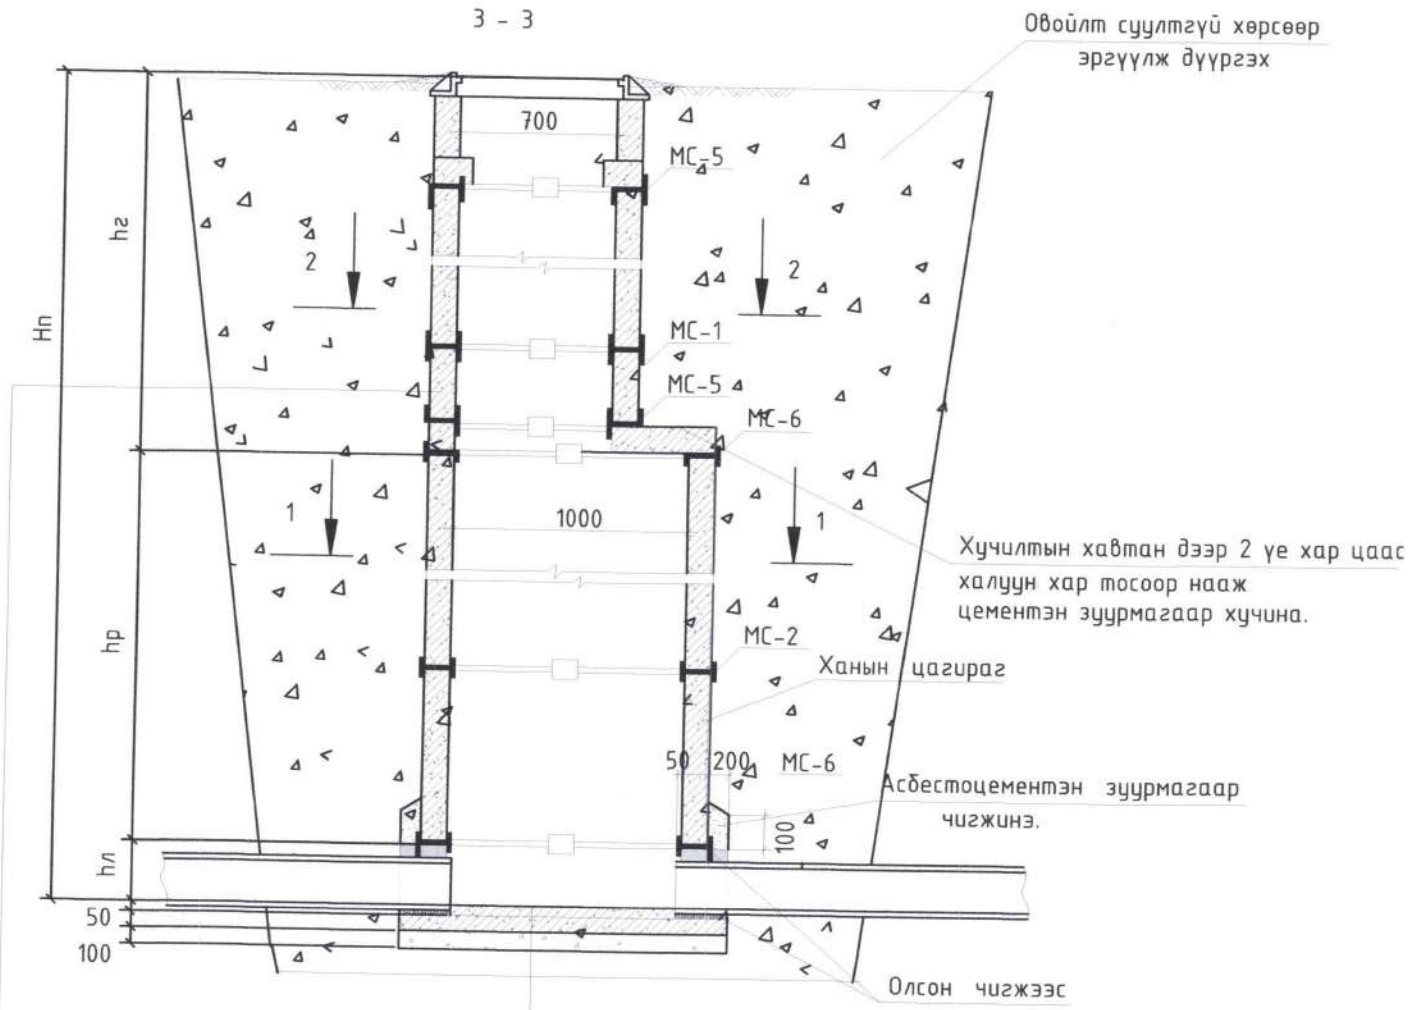 3 - 3
Овойлт суултгүй хөрсөөр
эргүүлж дүүргэх
700
МС-5
hг
2
2
Нп
МС-1
МС-5
МС-6
1
1000
1
Хучилтын хавтан дээр 2 үе хар цаас
халуун хар тосоор нааж
цементэн зуурмагаар хучина.
hр
МС-2
Ханын цагираг
50
200
МС-6
Асбестоцементэн зуурмагаар
чигжинэ.
100
hл
50
100
Олсон чигжээс